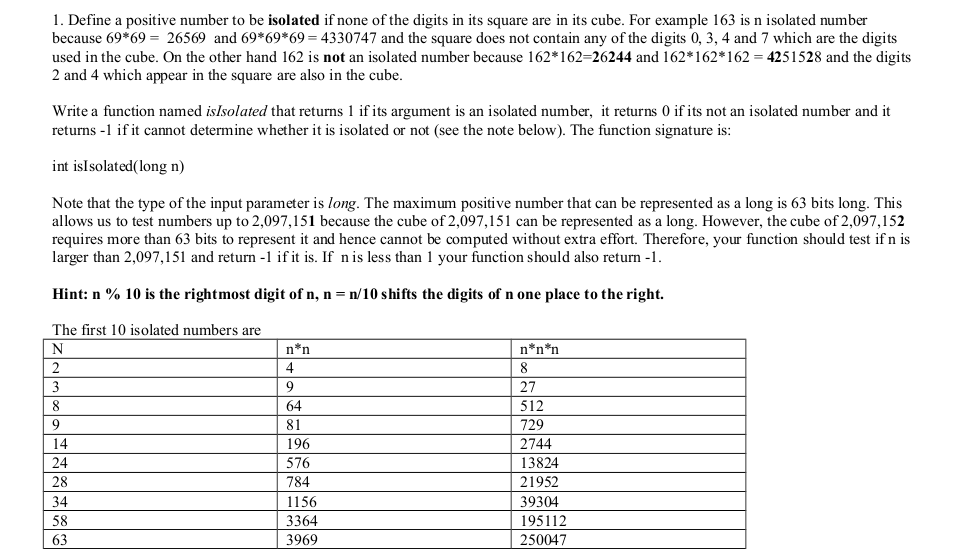 1. Define a positive number to be isolated if none of the digits in its square are in its cube. For example 163 is n isolated number
because 69*69 = 26569 and 69*69*69 = 4330747 and the square does not contain any of the digits 0, 3, 4 and 7 which are the digits
used in the cube. On the other hand 162 is not an isolated number because 162*162=26244 and 162*162*162 = 4251528 and the digits
2 and 4 which appear in the square are also in the cube.
Write a function named isIsolated that returns 1 if its argument is an isolated number, it returns 0 if its not an isolated number and it
returns -1 if it cannot determine whether it is isolated or not (see the note below). The function signature is:
int isIsolated(long n)
Note that the type of the input parameter is long. The maximum positive number that can be represented as a long is 63 bits long. This
allows us to test numbers up to 2,097,151 because the cube of 2,097,151 can be represented as a long. However, the cube of 2,097,152
requires more than 63 bits to represent it and hence cannot be computed without extra effort. Therefore, your function should test if n is
larger than 2,097,151 and return -1 if it is. If n is less than 1 your function should also return -1.
Hint: n % 10 is the rightmost digit of n, n = n/10 shifts the digits of n one place to the right.
The first 10 isolated numbers are
N n*n n*n*n
2 4 8
3 9 27
8 64 512
9 81 729
14 196 2744
24 576 13824
28 784 21952
34 1156 39304
58 3364 195112
63 3969 250047